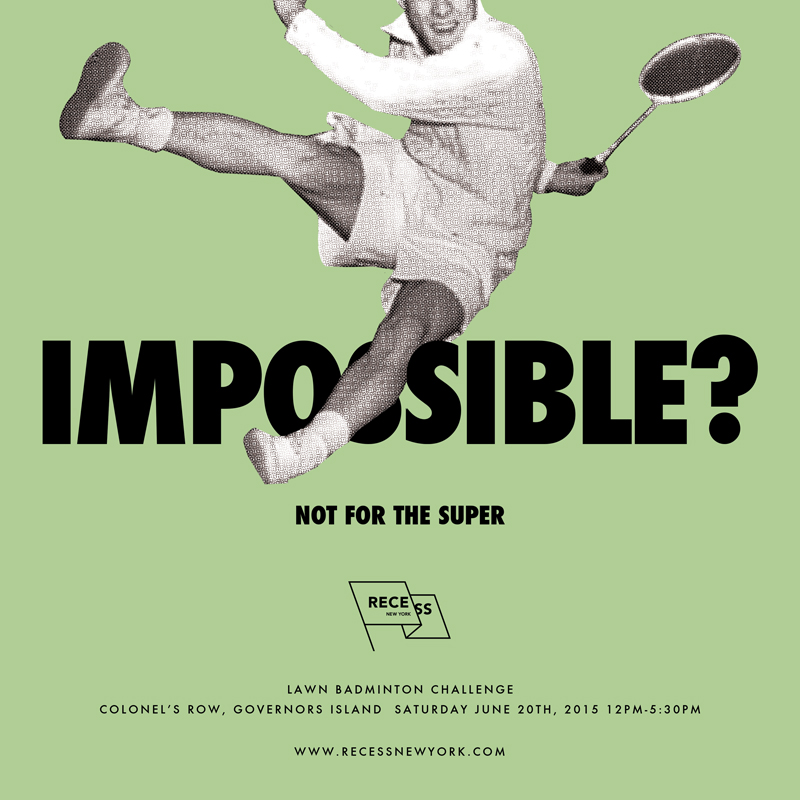 IMPOSSIBLE?
NOT FOR THE SUPER
RECESS
NEW YORK
LAWN BADMINTON CHALLENGE
COLONEL'S ROW, GOVERNORS ISLAND SATURDAY JUNE 20TH, 2015 12PM-5:30PM
WWW.RECESSNEWYORK.COM